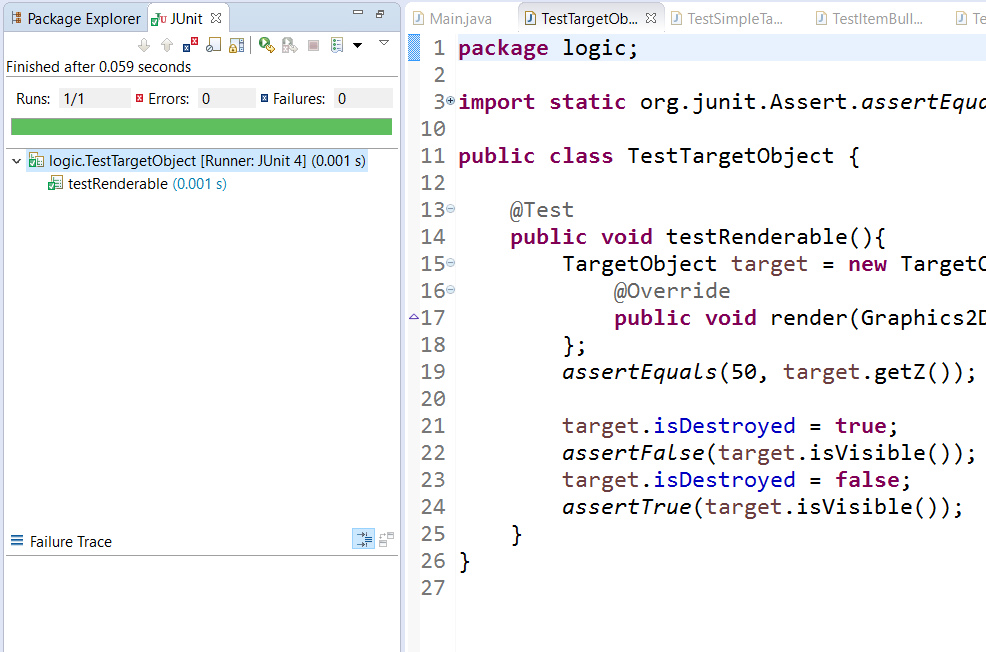 Package Explorer JUnit
Finished after 0.059 seconds
Runs: 1/1 Errors: 0 Failures: 0
logic.TestTargetObject [Runner: JUnit 4] (0.001 s)
testRenderable (0.001 s)
Failure Trace
Main.java TestTargetOb... TestSimpleTa... TestItemBull... Te
1 package logic;
2
3 import static org.junit.Assert.assertEqua
10
11 public class TestTargetObject {
12
13 @Test
14 public void testRenderable(){
15 TargetObject target = new TargetO
16 @Override
17 public void render(Graphics2D
18 };
19 assertEquals(50, target.getZ());
20
21 target.isDestroyed = true;
22 assertFalse(target.isVisible());
23 target.isDestroyed = false;
24 assertTrue(target.isVisible());
25 }
26 }
27